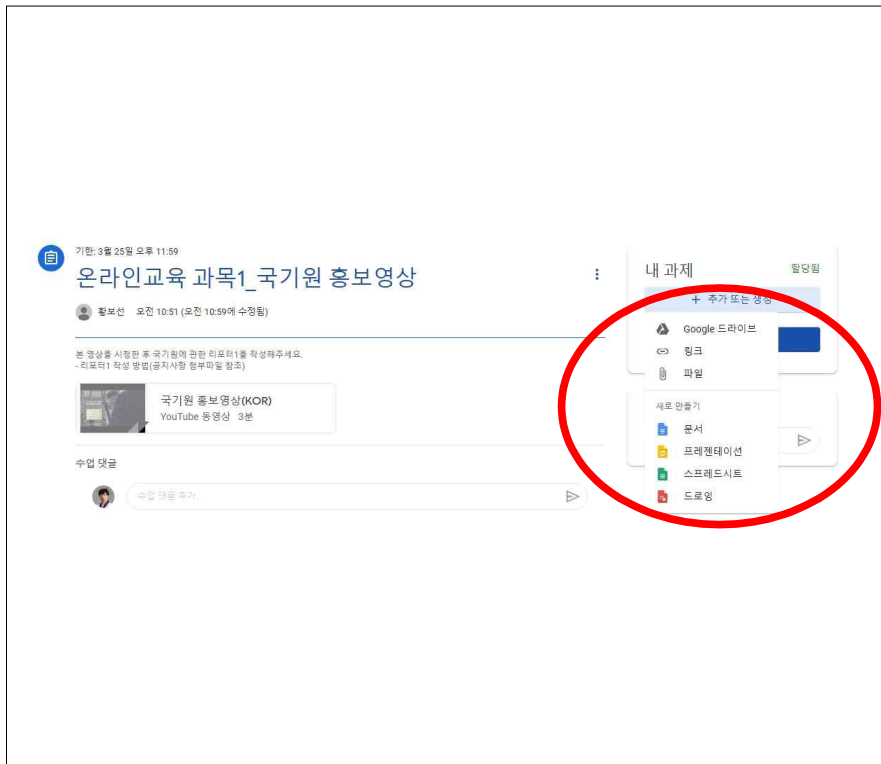 기한: 3월 25일 오후 11:59
온라인교육 과목1_국기원 홍보영상
황보선 오전 10:51 (오전 10:59에 수정됨)
본 영상을 시청한 후 국기원에 관한 리포터1를 작성해주세요.
- 리포터1 작성 방법(공지사항 첨부파일 참조)
국기원 홍보영상(KOR)
YouTube 동영상 3분
수업 댓글
수업 댓글 추가...
내 과제
할당됨
+ 추가 또는 생성
Google 드라이브
링크
파일
새로 만들기
문서
프레젠테이션
스프레드시트
드로잉